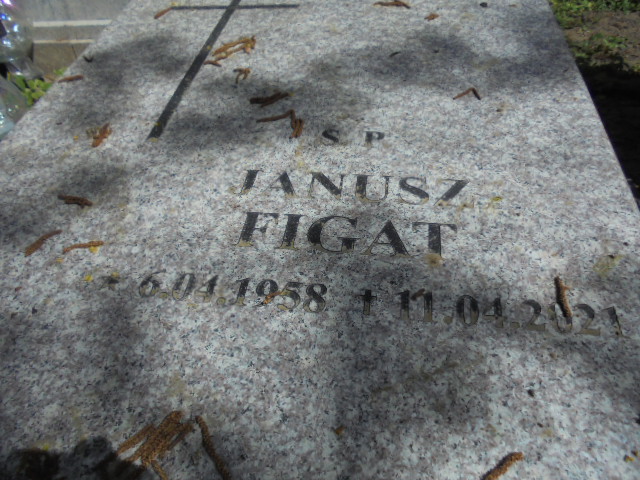 Ś P
JANUSZ
FIGAT
* 6.04.1958 † 11.04.2021